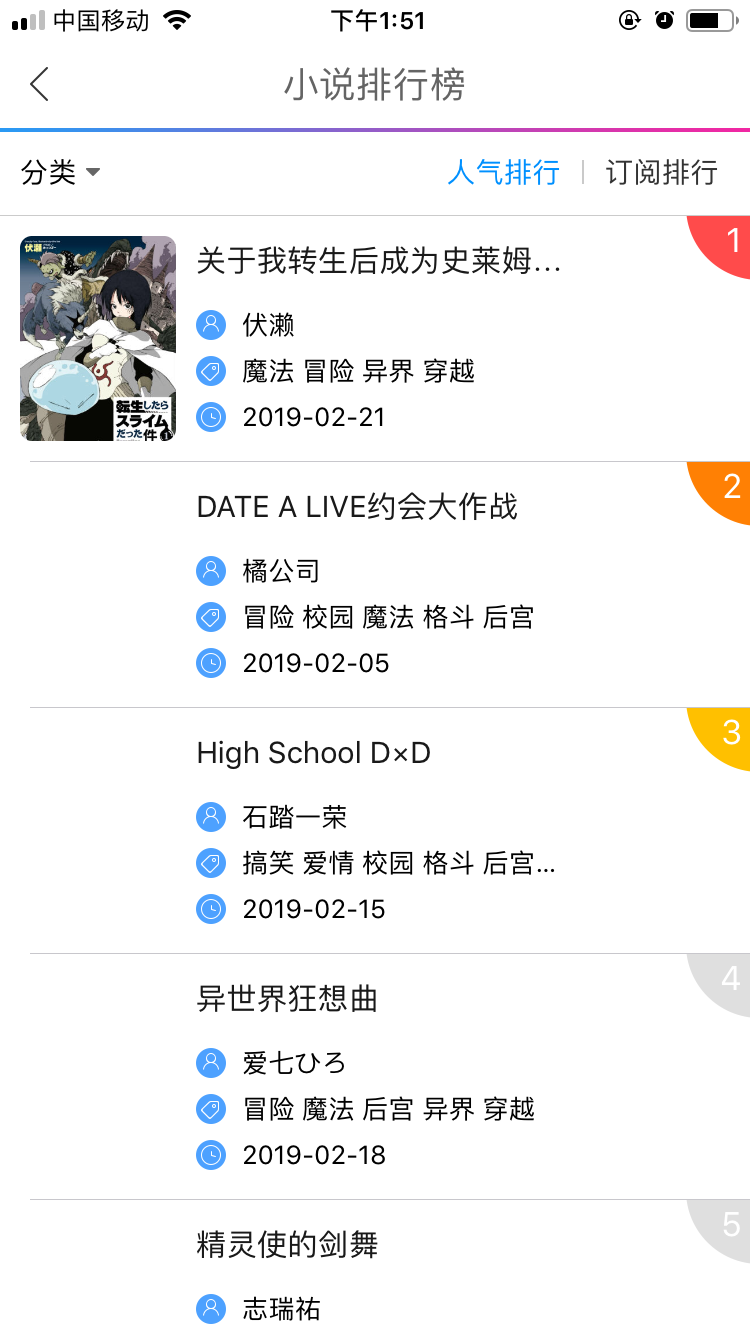 中国移动 下午1:51
小说排行榜
分类 人气排行 订阅排行
1
伏瀬
転生したら
スライム
だった件
关于我转生后成为史莱姆...
伏濑
魔法 冒险 异界 穿越
2019-02-21
2
DATE A LIVE约会大作战
橘公司
冒险 校园 魔法 格斗 后宫
2019-02-05
3
High School D×D
石踏一荣
搞笑 爱情 校园 格斗 后宫...
2019-02-15
4
异世界狂想曲
爱七ひろ
冒险 魔法 后宫 异界 穿越
2019-02-18
5
精灵使的剑舞
志瑞祐